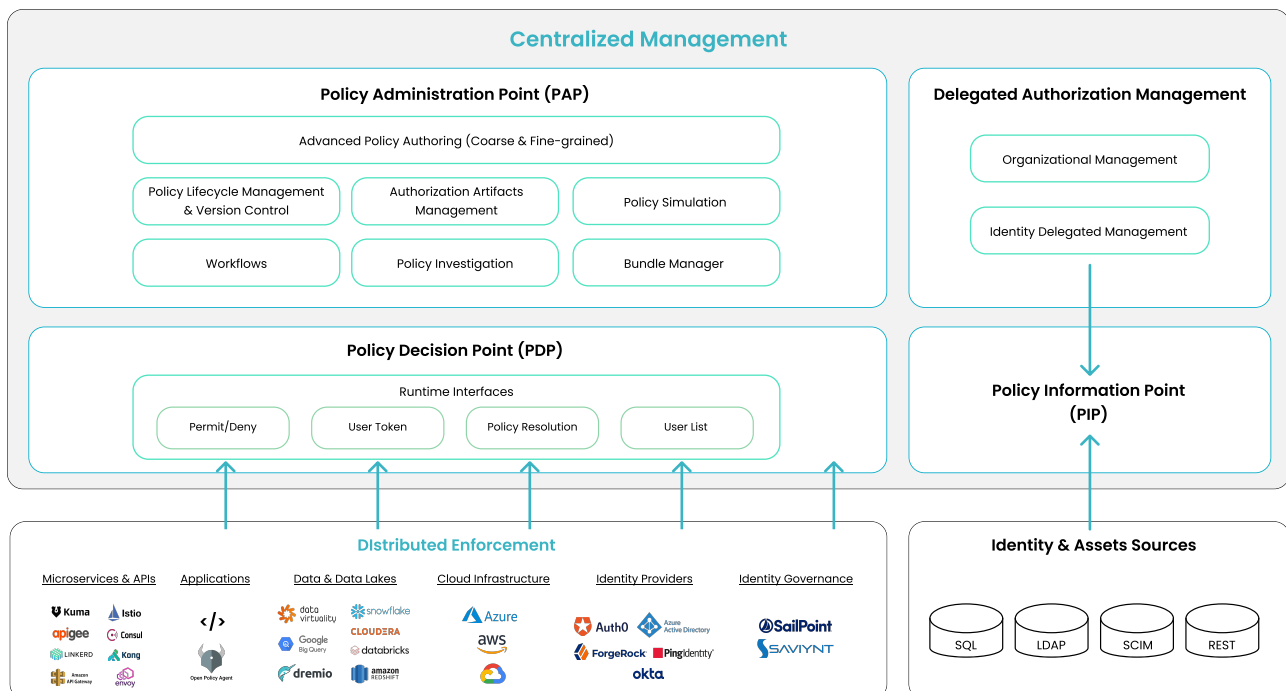 Centralized Management
Policy Administration Point (PAP)
Advanced Policy Authoring (Coarse & Fine-grained)
Policy Lifecycle Management
& Version Control
Authorization Artifacts
Management
Policy Simulation
Workflows
Policy Investigation
Bundle Manager
Delegated Authorization Management
Organizational Management
Identity Delegated Management
Policy Decision Point (PDP)
Runtime Interfaces
Permit/Deny
User Token
Policy Resolution
User List
Policy Information Point
(PIP)
DIstributed Enforcement
Microservices & APIs
Kuma
Istio
apigee
Consul
LINKERD
Kong
Amazon
API Gateway
envoy
Applications
</>
Open Policy Agent
Data & Data Lakes
data
virtuality
snowflake
Google
Big Query
CLOUDERA
databricks
dremio
amazon
REDSHIFT
Cloud Infrastructure
Azure
aws
Identity Providers
Auth0
Azure
Active Directory
ForgeRock
PingIdentity
okta
Identity Governance
SailPoint
SAVIYNT
Identity & Assets Sources
SQL
LDAP
SCIM
REST